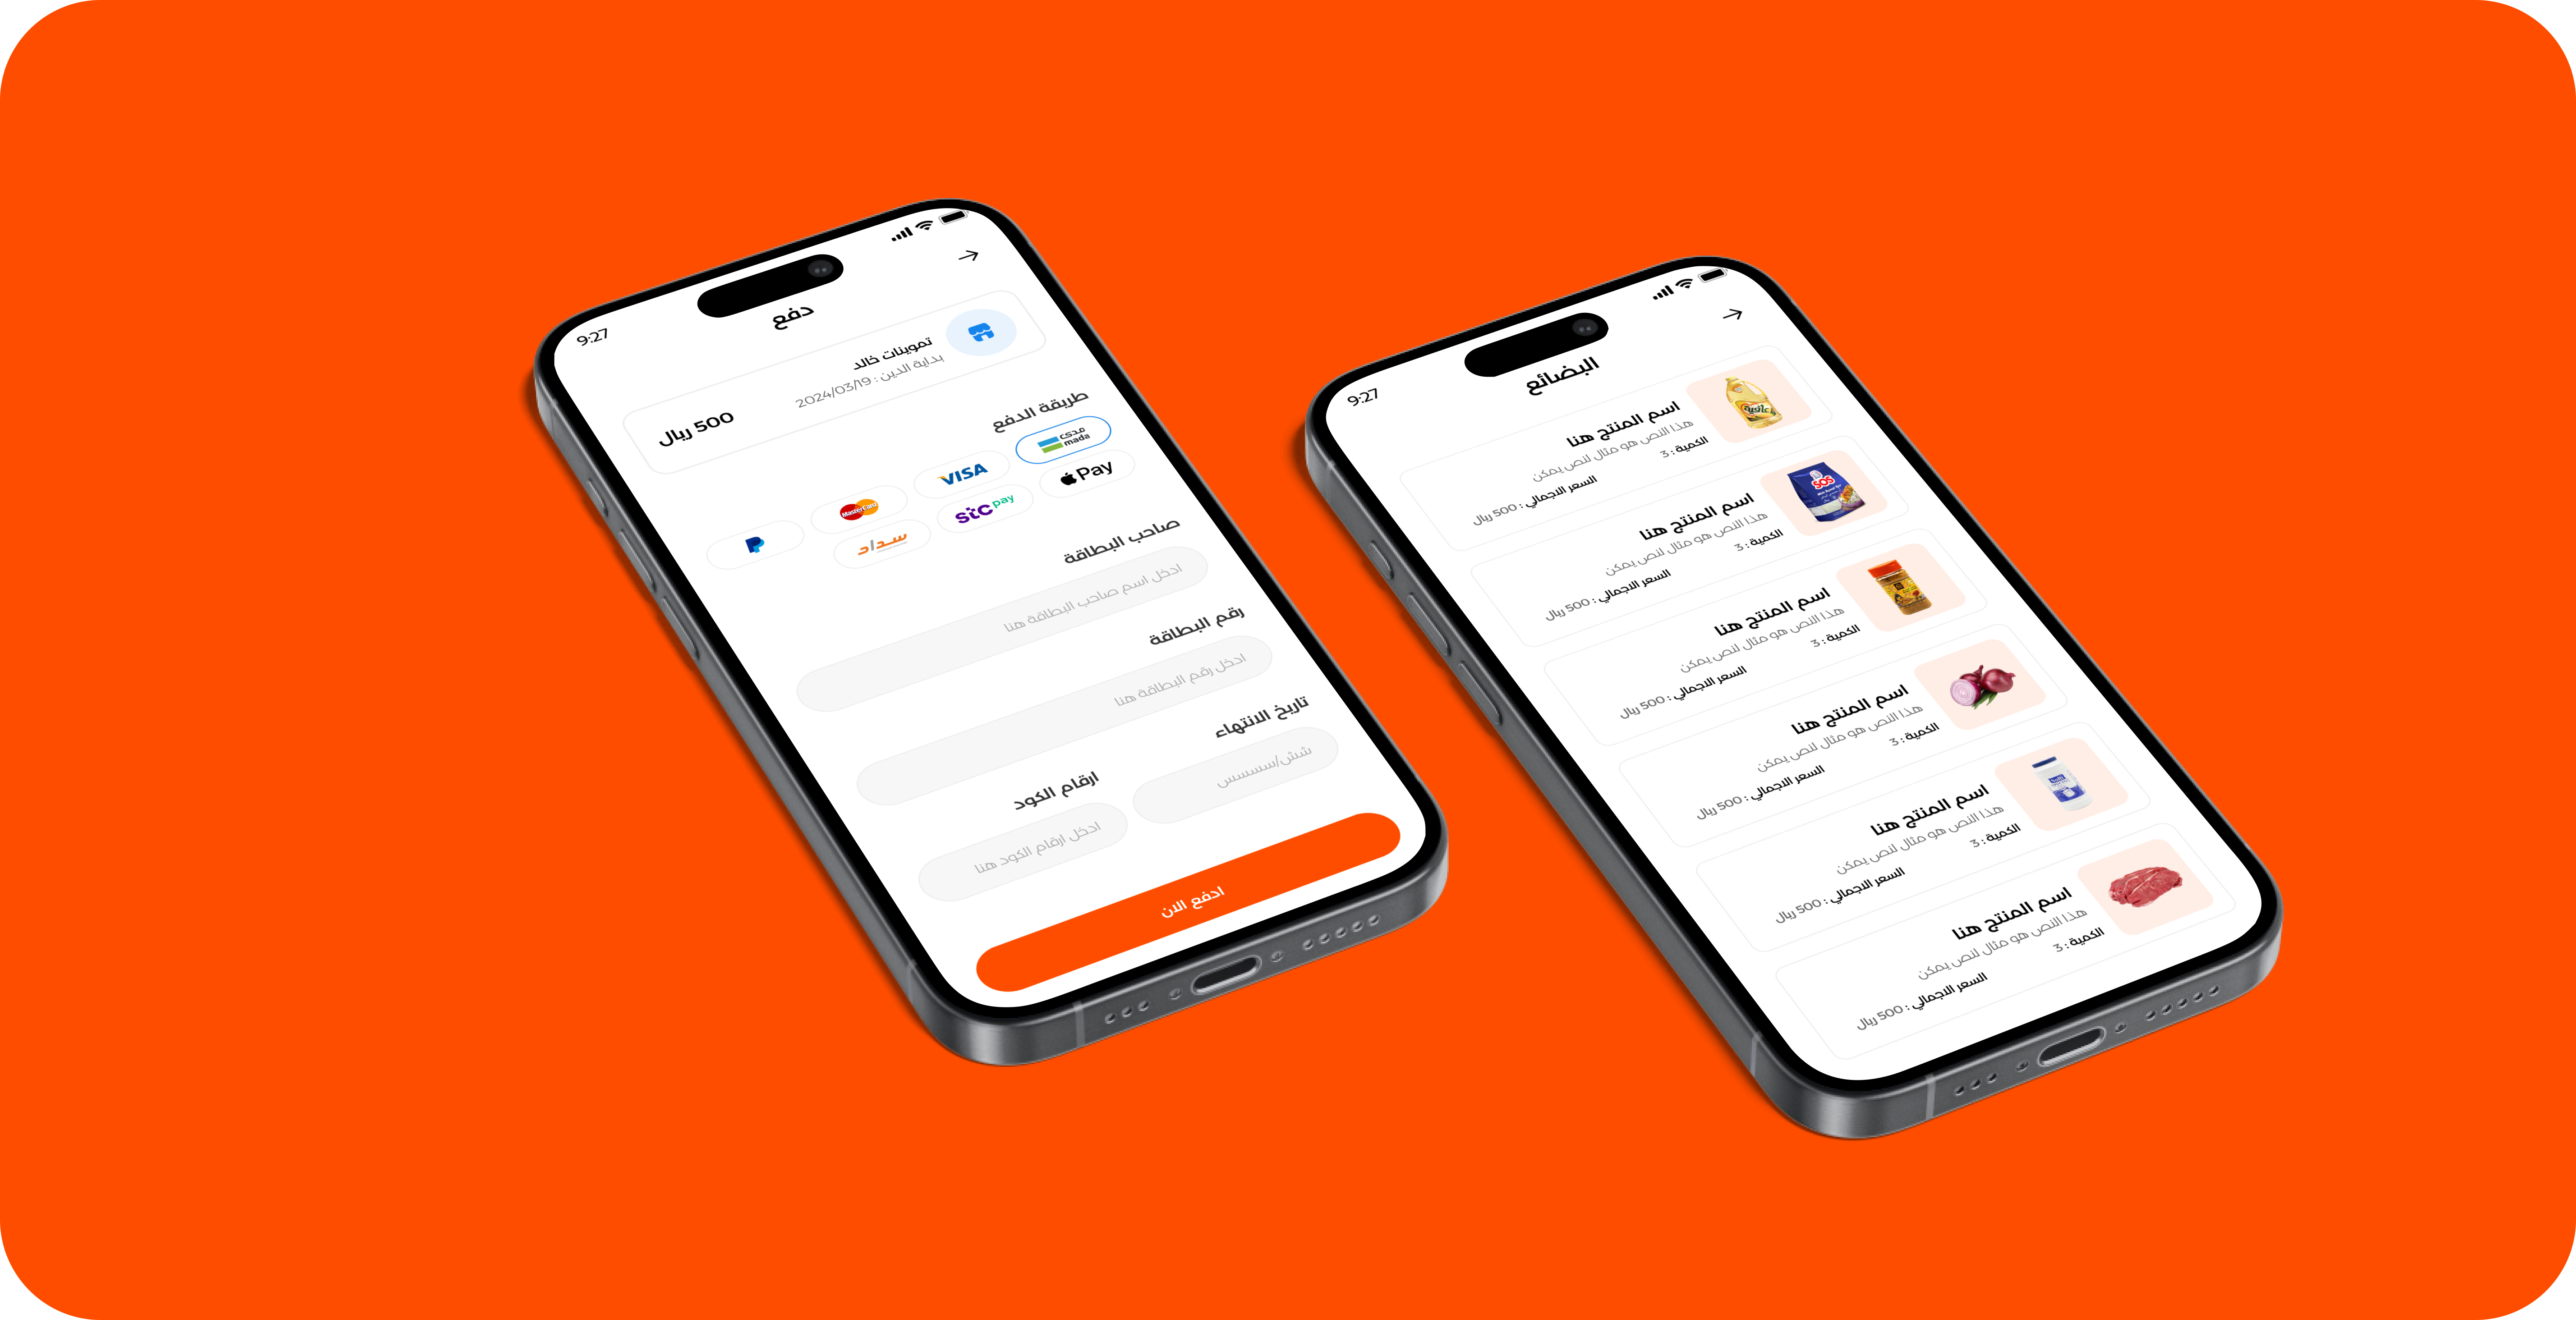 9:27
دفع
تموينات خالد
بداية الدين : 2024/03/19
500 ريال
طريقة الدفع
مدى
mada
VISA
MasterCard
P
Pay
stc pay
سداد
صاحب البطاقة
ادخل اسم صاحب البطاقة هنا
رقم البطاقة
ادخل رقم البطاقة هنا
تاريخ الانتهاء
شش/سسسس
ارقام الكود
ادخل ارقام الكود هنا
ادفع الان
9:27
البضائع
اسم المنتج هنا
هذا النص هو مثال لنص يمكن
الكمية : 3
السعر الاجمالي : 500 ريال
SOS
اسم المنتج هنا
هذا النص هو مثال لنص يمكن
الكمية : 3
السعر الاجمالي : 500 ريال
اسم المنتج هنا
هذا النص هو مثال لنص يمكن
الكمية : 3
السعر الاجمالي : 500 ريال
اسم المنتج هنا
هذا النص هو مثال لنص يمكن
الكمية : 3
السعر الاجمالي : 500 ريال
اسم المنتج هنا
هذا النص هو مثال لنص يمكن
الكمية : 3
السعر الاجمالي : 500 ريال
اسم المنتج هنا
هذا النص هو مثال لنص يمكن
الكمية : 3
السعر الاجمالي : 500 ريال